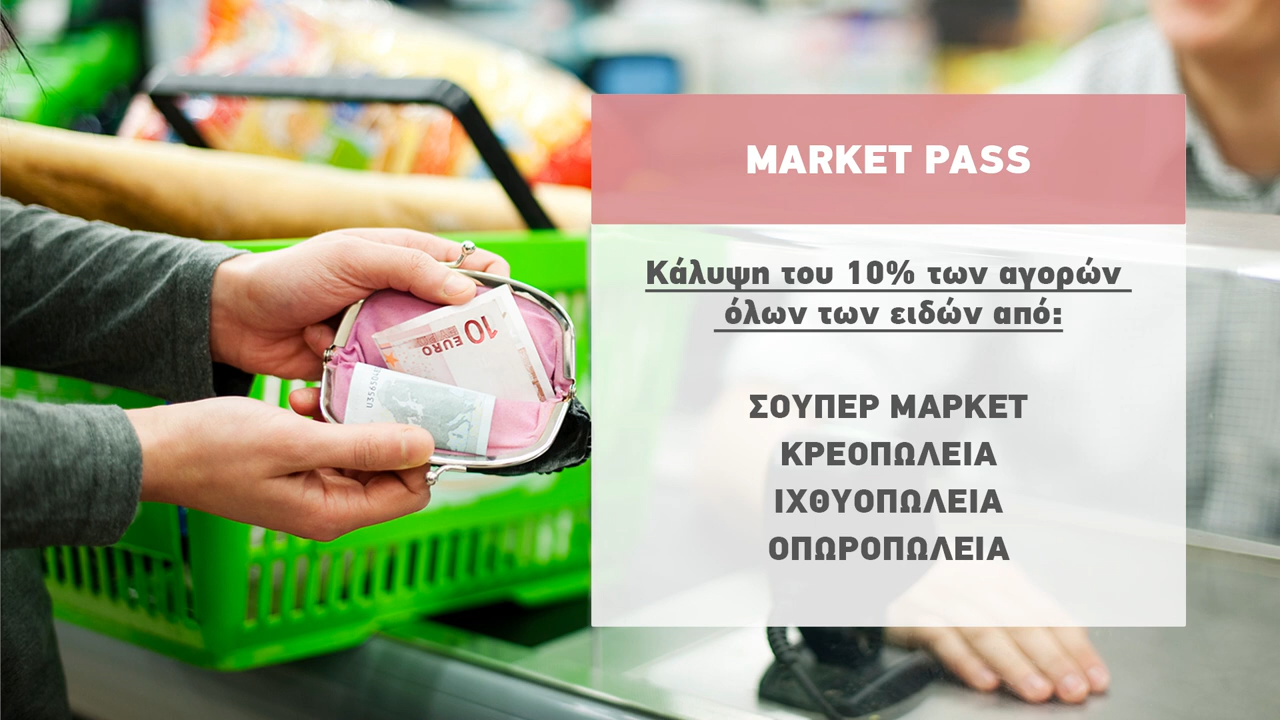 MARKET PASS
Κάλυψη του 10% των αγορών
όλων των ειδών από:
ΣΟΥΠΕΡ ΜΑΡΚΕΤ
ΚΡΕΟΠΩΛΕΙΑ
ΙΧΘΥΟΠΩΛΕΙΑ
ΟΠΩΡΟΠΩΛΕΙΑ
10
EURO